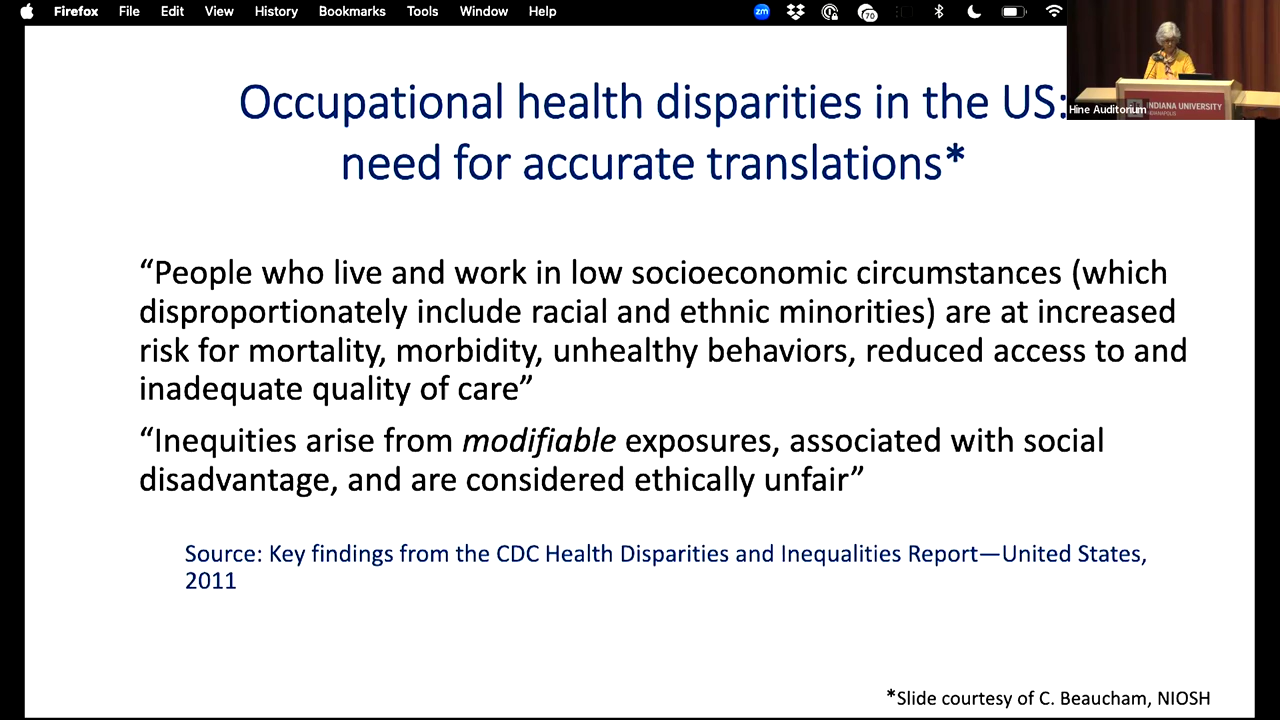 Firefox File Edit View History Bookmarks Tools Window Help
zm
70
Occupational health disparities in the US:
need for accurate translations*
INDIANA UNIVERSITY
INDIANAPOLIS
Hine Auditorium
“People who live and work in low socioeconomic circumstances (which
disproportionately include racial and ethnic minorities) are at increased
risk for mortality, morbidity, unhealthy behaviors, reduced access to and
inadequate quality of care”
“Inequities arise from modifiable exposures, associated with social
disadvantage, and are considered ethically unfair”
Source: Key findings from the CDC Health Disparities and Inequalities Report—United States,
2011
*Slide courtesy of C. Beaucham, NIOSH